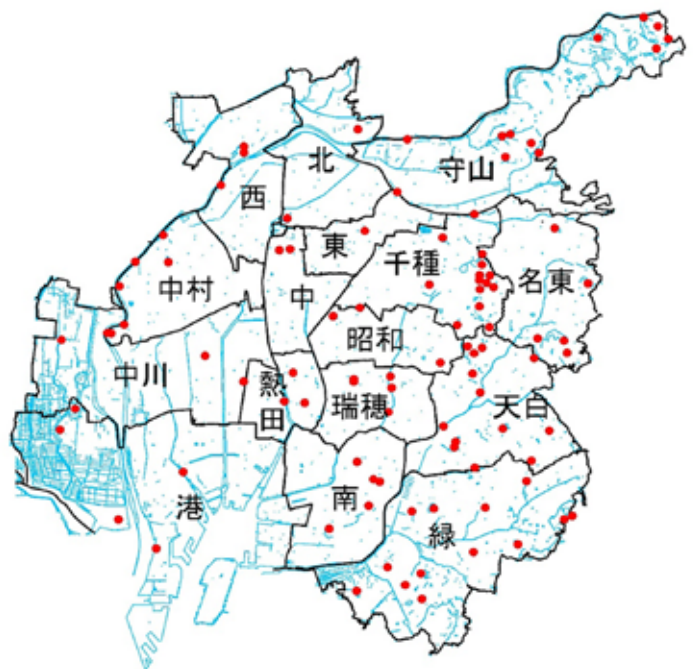 北
守山
西
東
千種
名東
中村
中
昭和
中川
熱
田
瑞穂
天白
港
南
緑